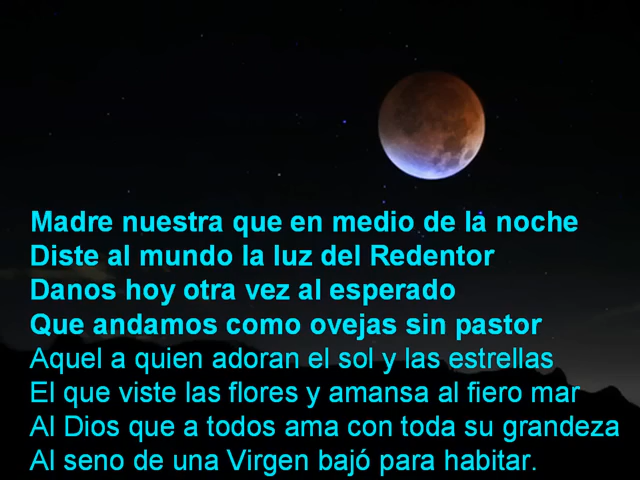 Madre nuestra que en medio de la noche
Diste al mundo la luz del Redentor
Danos hoy otra vez al esperado
Que andamos como ovejas sin pastor
Aquel a quien adoran el sol y las estrellas
El que viste las flores y amansa al fiero mar
Al Dios que a todos ama con toda su grandeza
Al seno de una Virgen bajó para habitar.